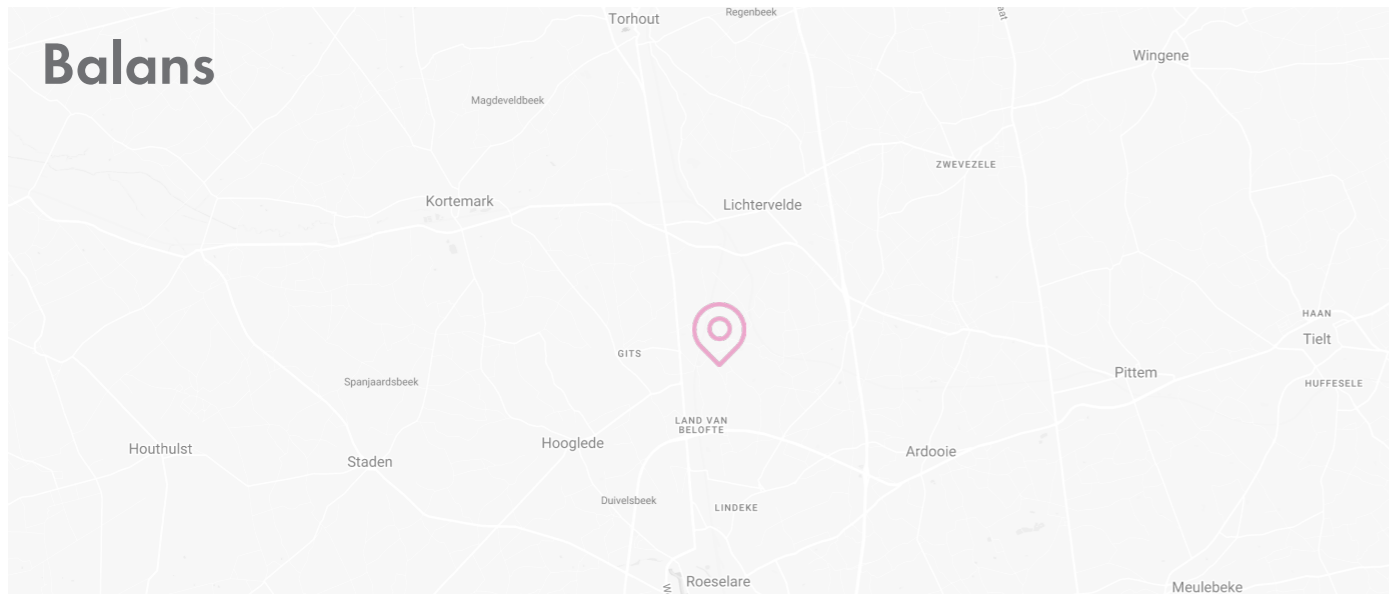 Torhout
Regenbeek
aat
Balans
Wingene
Magdeveldbeek
ZWEVEZELE
Kortemark
Lichtervelde
HAAN
Tielt
GITS
Pittem
Spanjaardsbeek
HUFFESELE
LAND VAN
BELOFTE
Hooglede
Houthulst
Ardooie
Staden
Duivelsbeek
LINDEKE
Roeselare
W
Meulebeke